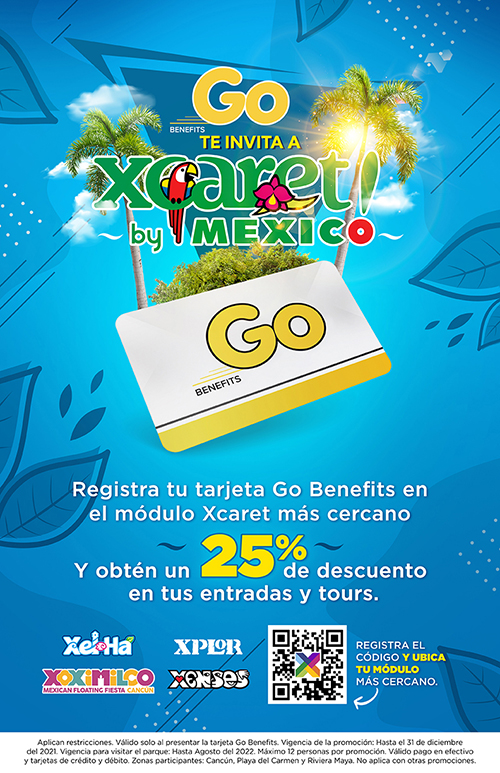 Go
BENEFITS
TE INVITA A
xcaret!
by MEXICO
Go
BENEFITS
Registra tu tarjeta Go Benefits en
el módulo Xcaret más cercano
25%
Y obtén un de descuento
en tus entradas y tours.
Xel·Há
XPLOR
XOXIMILCO
MEXICAN FLOATING FIESTA CANCÚN
XENSES
REGISTRA EL
CÓDIGO Y UBICA
TU MÓDULO
MÁS CERCANO.
Aplican restricciones. Válido solo al presentar la tarjeta Go Benefits. Vigencia de la promoción: Hasta el 31 de diciembre
del 2021. Vigencia para visitar el parque: Hasta Agosto del 2022. Máximo 12 personas por promoción. Válido pago en efectivo
y tarjetas de crédito y débito. Zonas participantes: Cancún, Playa del Carmen y Riviera Maya. No aplica con otras promociones.